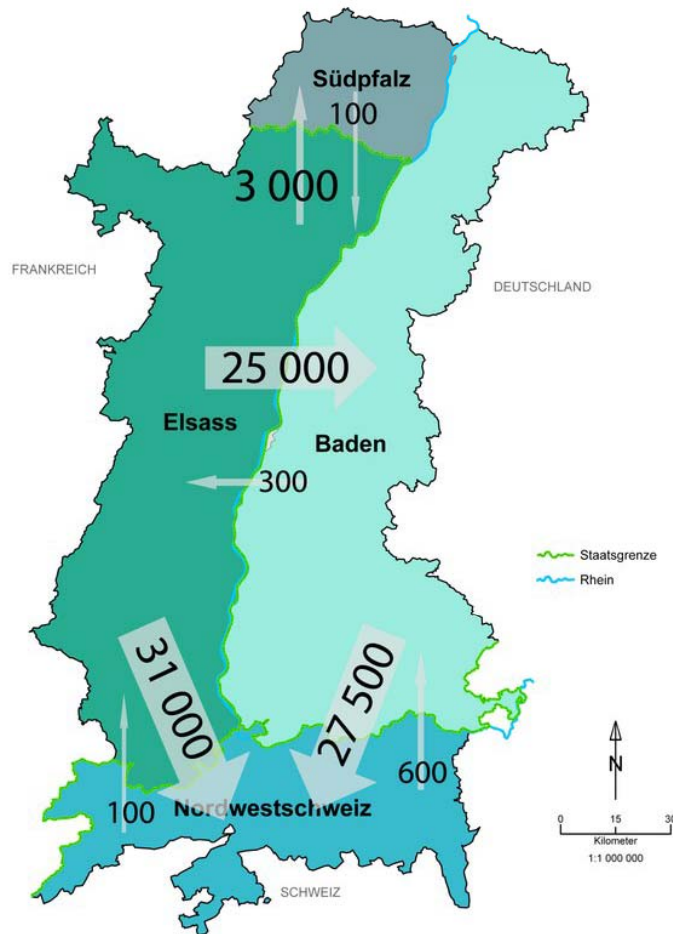 Südpfalz
100
3 000
FRANKREICH
DEUTSCHLAND
25 000
Elsass
Baden
300
Staatsgrenze
Rhein
31 000
27 500
N
600
100
Nordwestschweiz
0 15 30
Kilometer
1:1 000 000
SCHWEIZ